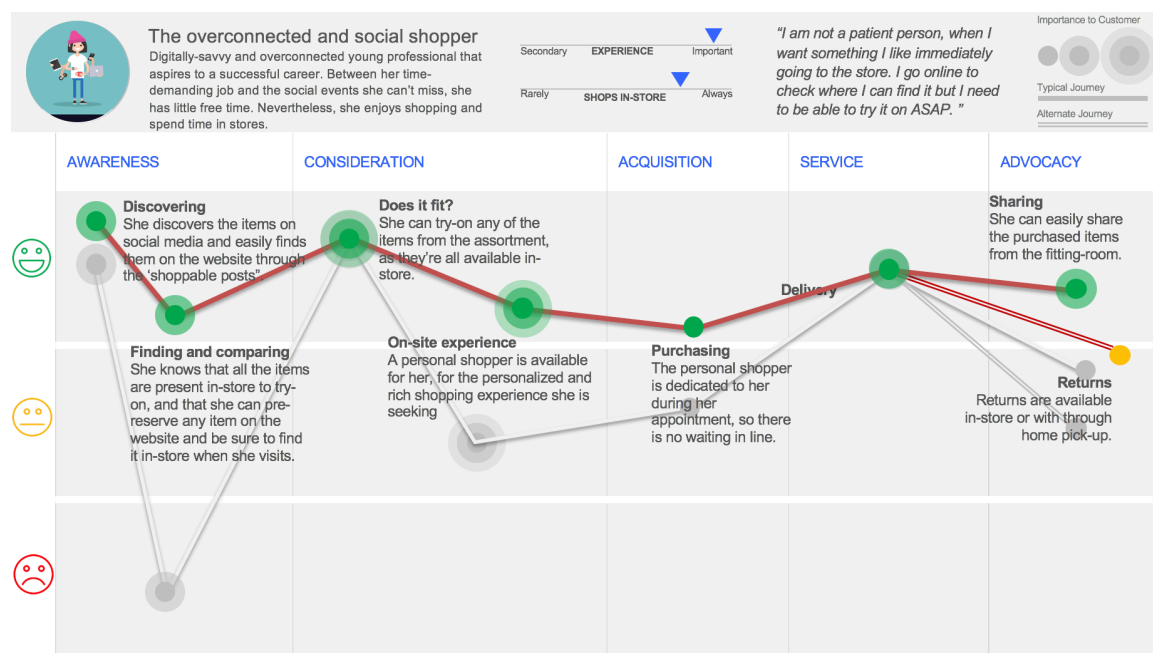 The overconnected and social shopper
Digitally-savvy and overconnected young professional that
aspires to a successful career. Between her time-
demanding job and the social events she can't miss, she
has little free time. Nevertheless, she enjoys shopping and
spend time in stores.
Secondary EXPERIENCE Important
Rarely SHOPS IN-STORE Always
"I am not a patient person, when I
want something I like immediately
going to the store. I go online to
check where I can find it but I need
to be able to try it on ASAP. "
Importance to Customer
Typical Journey
Alternate Journey
AWARENESS
CONSIDERATION
ACQUISITION
SERVICE
ADVOCACY
Discovering
She discovers the items on
social media and easily finds
them on the website through
the 'shoppable posts".
Finding and comparing
She knows that all the items
are present in-store to try-
on, and that she can pre-
reserve any item on the
website and be sure to find
it in-store when she visits.
Does it fit?
She can try-on any of the
items from the assortment,
as they're all available in-
store.
On-site experience
A personal shopper is available
for her, for the personalized and
rich shopping experience she is
seeking
Purchasing
The personal shopper
is dedicated to her
during her
appointment, so there
is no waiting in line.
Delivery
Sharing
She can easily share
the purchased items
from the fitting-room.
Returns
Returns are available
in-store or with through
home pick-up.